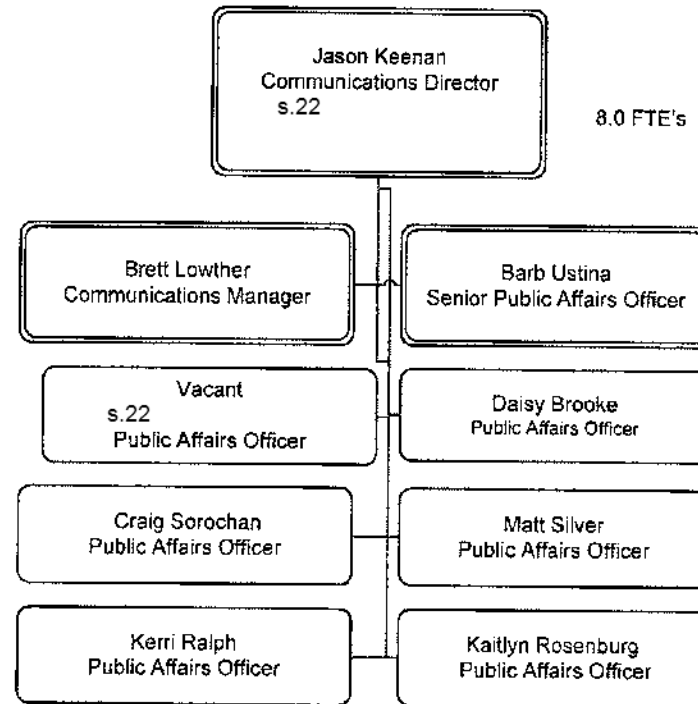 Jason Keenan
Communications Director
s.22
8.0 FTE's
Brett Lowther
Communications Manager
Barb Ustina
Senior Public Affairs Officer
Vacant
s.22
Public Affairs Officer
Daisy Brooke
Public Affairs Officer
Craig Sorochan
Public Affairs Officer
Matt Silver
Public Affairs Officer
Kerri Ralph
Public Affairs Officer
Kaitlyn Rosenburg
Public Affairs Officer